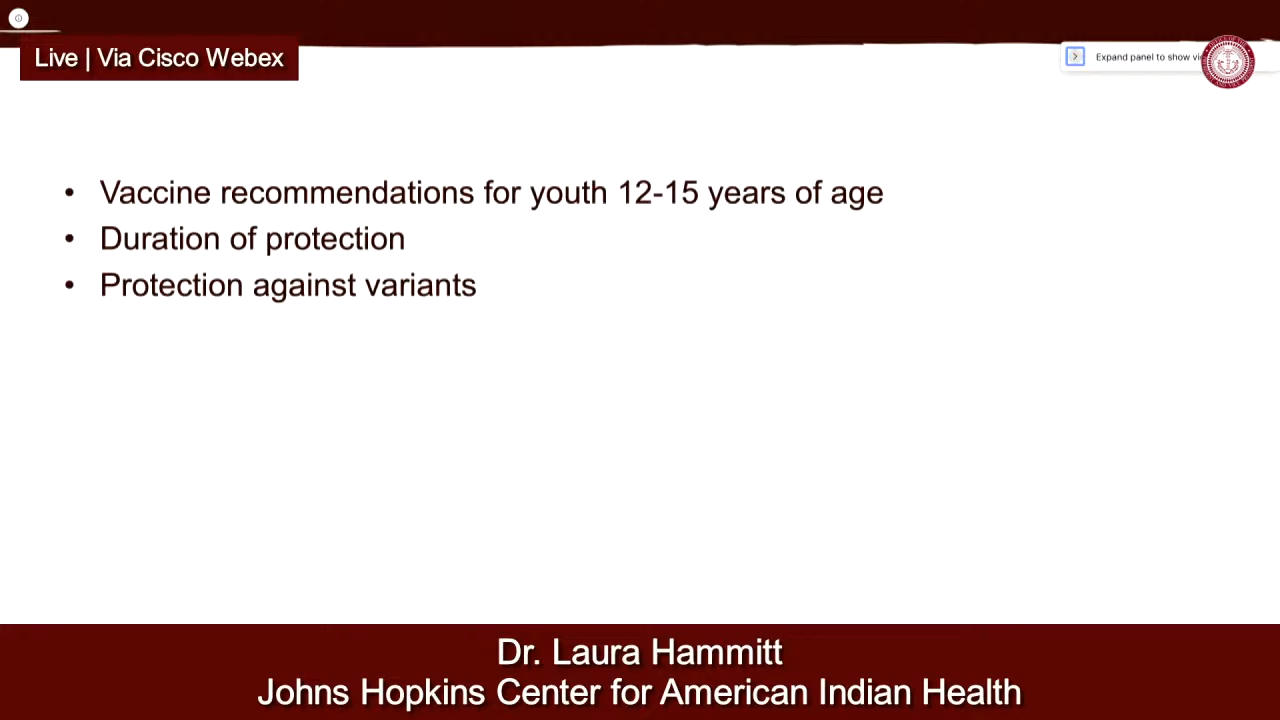 Live | Via Cisco Webex
Expand panel to show
• Vaccine recommendations for youth 12-15 years of age
• Duration of protection
• Protection against variants
Dr. Laura Hammitt
Johns Hopkins Center for American Indian Health